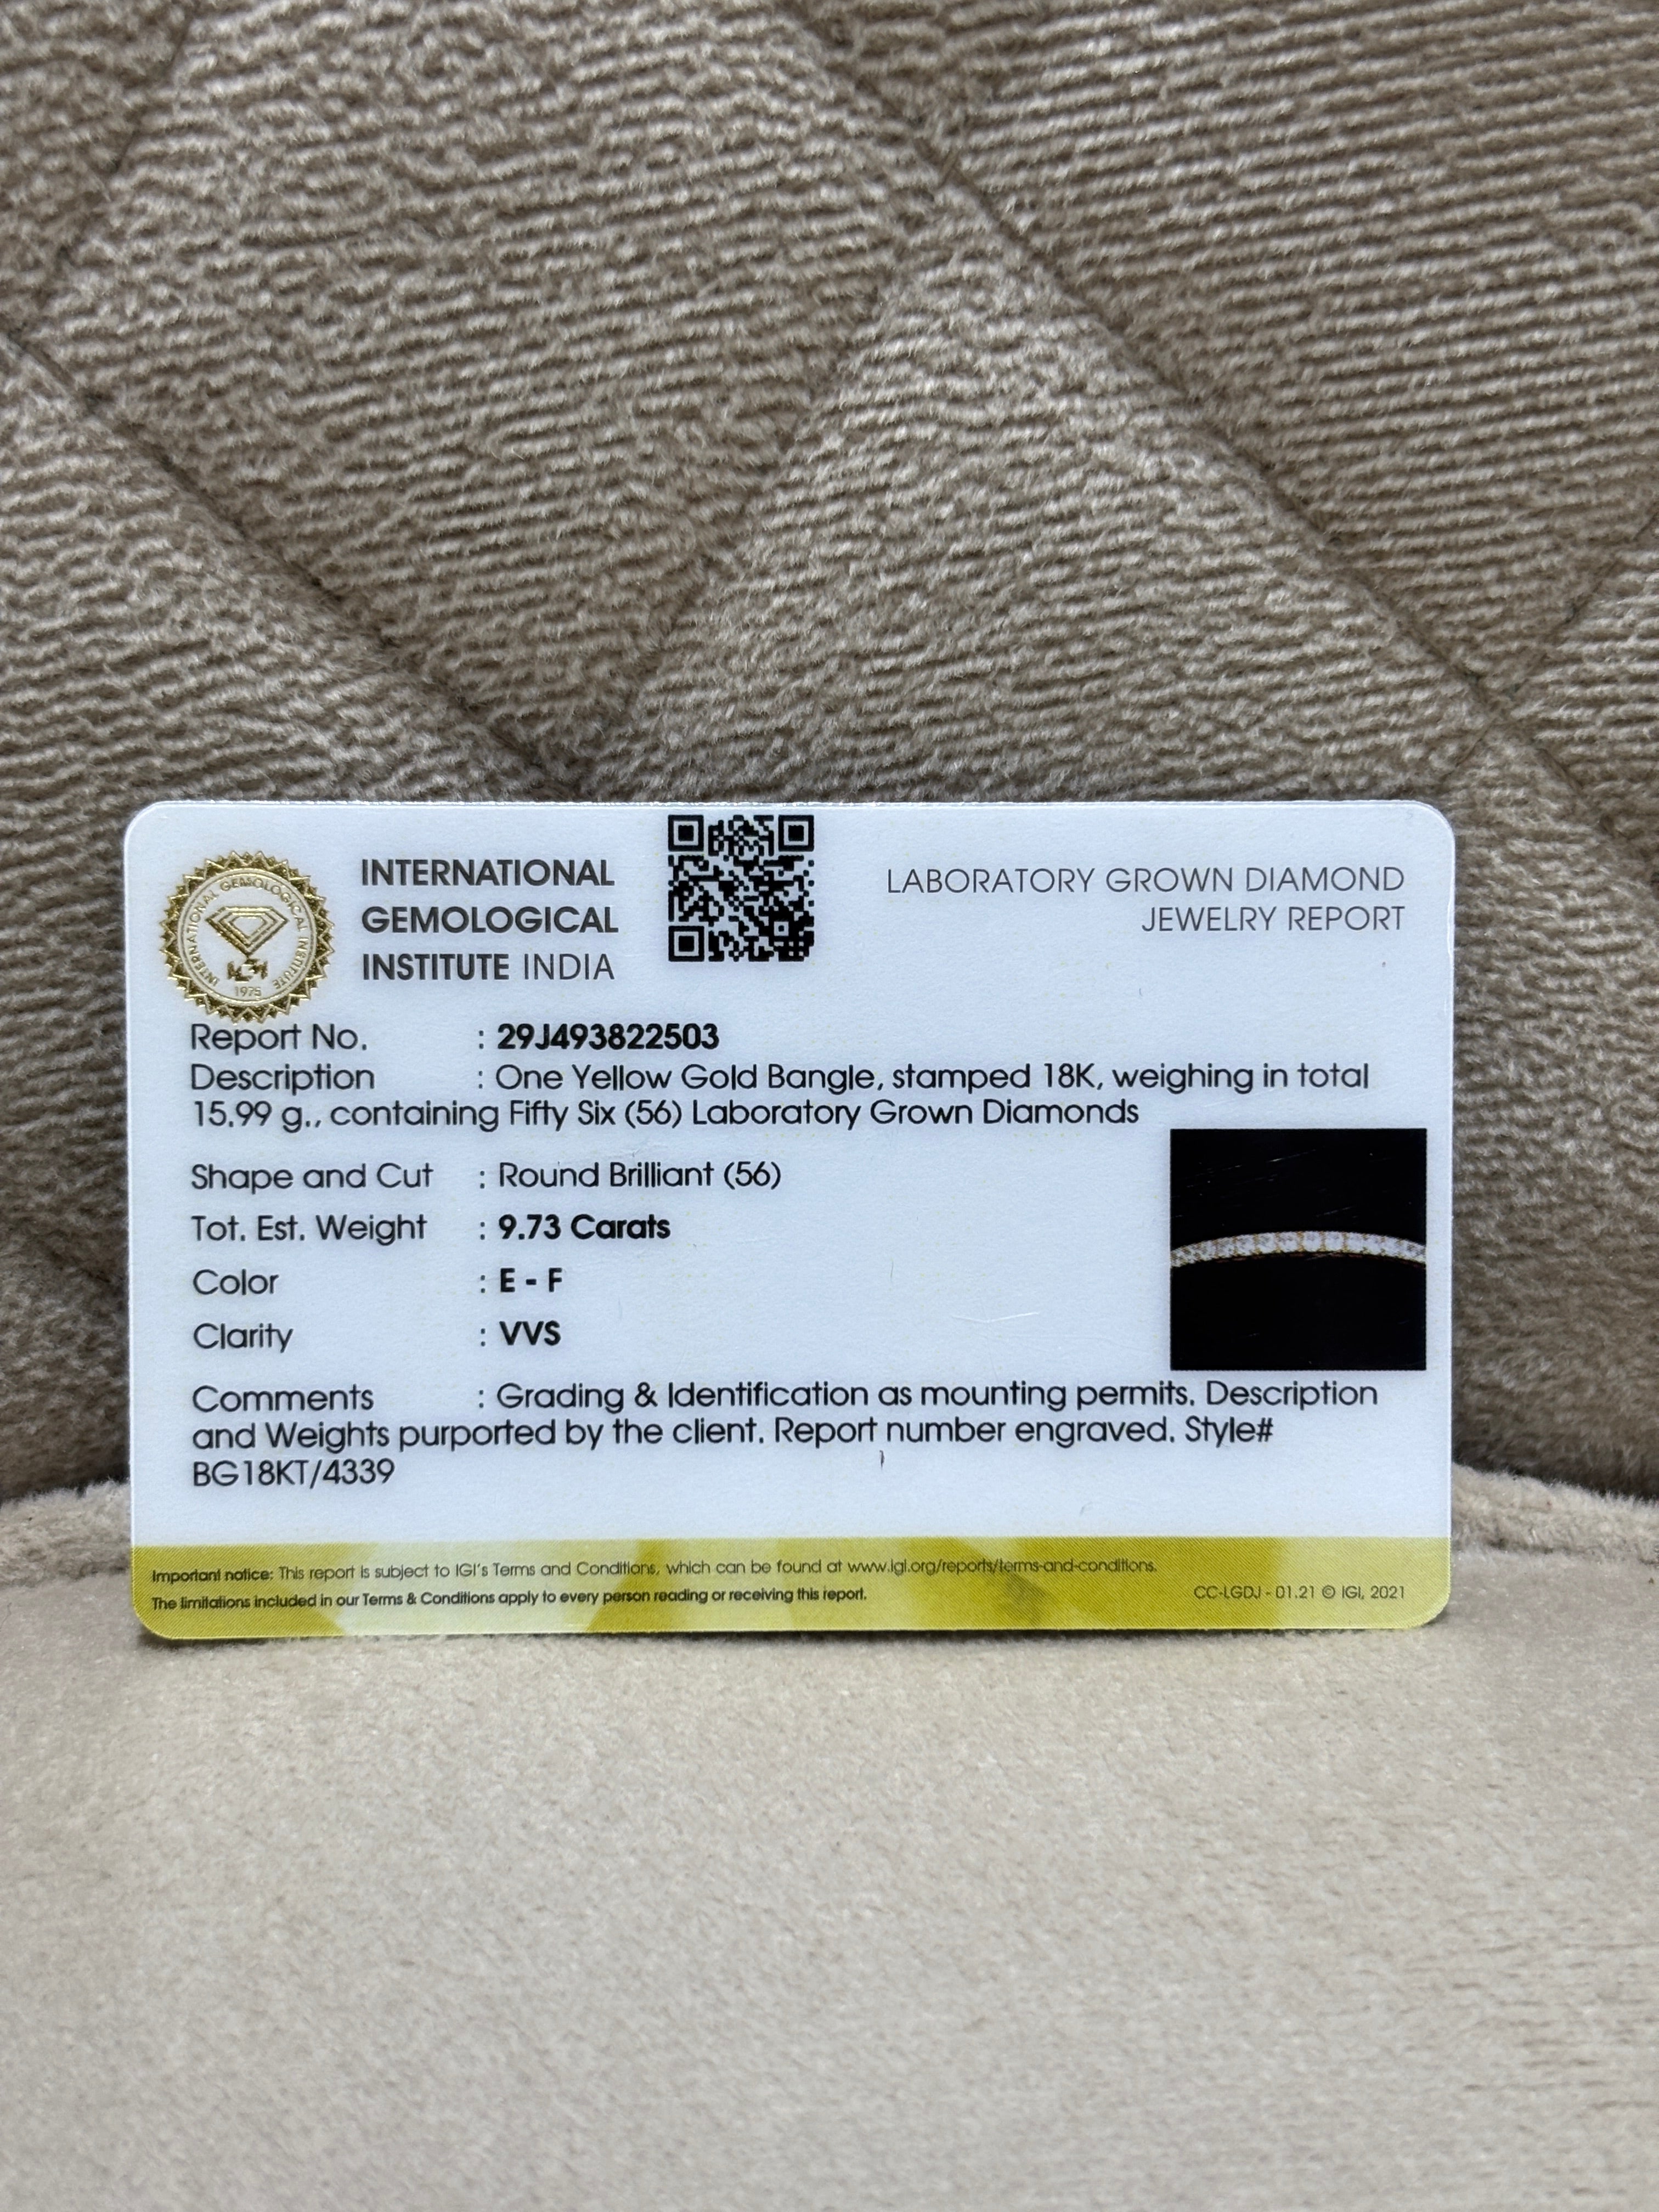 INTERNATIONAL
GEMOLOGICAL
INSTITUTE INDIA
INTERNATIONAL GEMOLOGICAL INSTITUTE
IGI
1975
LABORATORY GROWN DIAMOND
JEWELRY REPORT
Report No. : 29J493822503
Description : One Yellow Gold Bangle, stamped 18K, weighing in total
15.99 g., containing Fifty Six (56) Laboratory Grown Diamonds
Shape and Cut : Round Brilliant (56)
Tot. Est. Weight : 9.73 Carats
Color : E - F
Clarity : VVS
Comments : Grading & Identification as mounting permits. Description
and Weights purported by the client. Report number engraved. Style#
BG18KT/4339
Important notice: This report is subject to IGI's Terms and Conditions, which can be found at www.igi.org/reports/terms-and-conditions.
The limitations included in our Terms & Conditions apply to every person reading or receiving this report.
CC-LGDJ - 01.21 © IGI, 2021